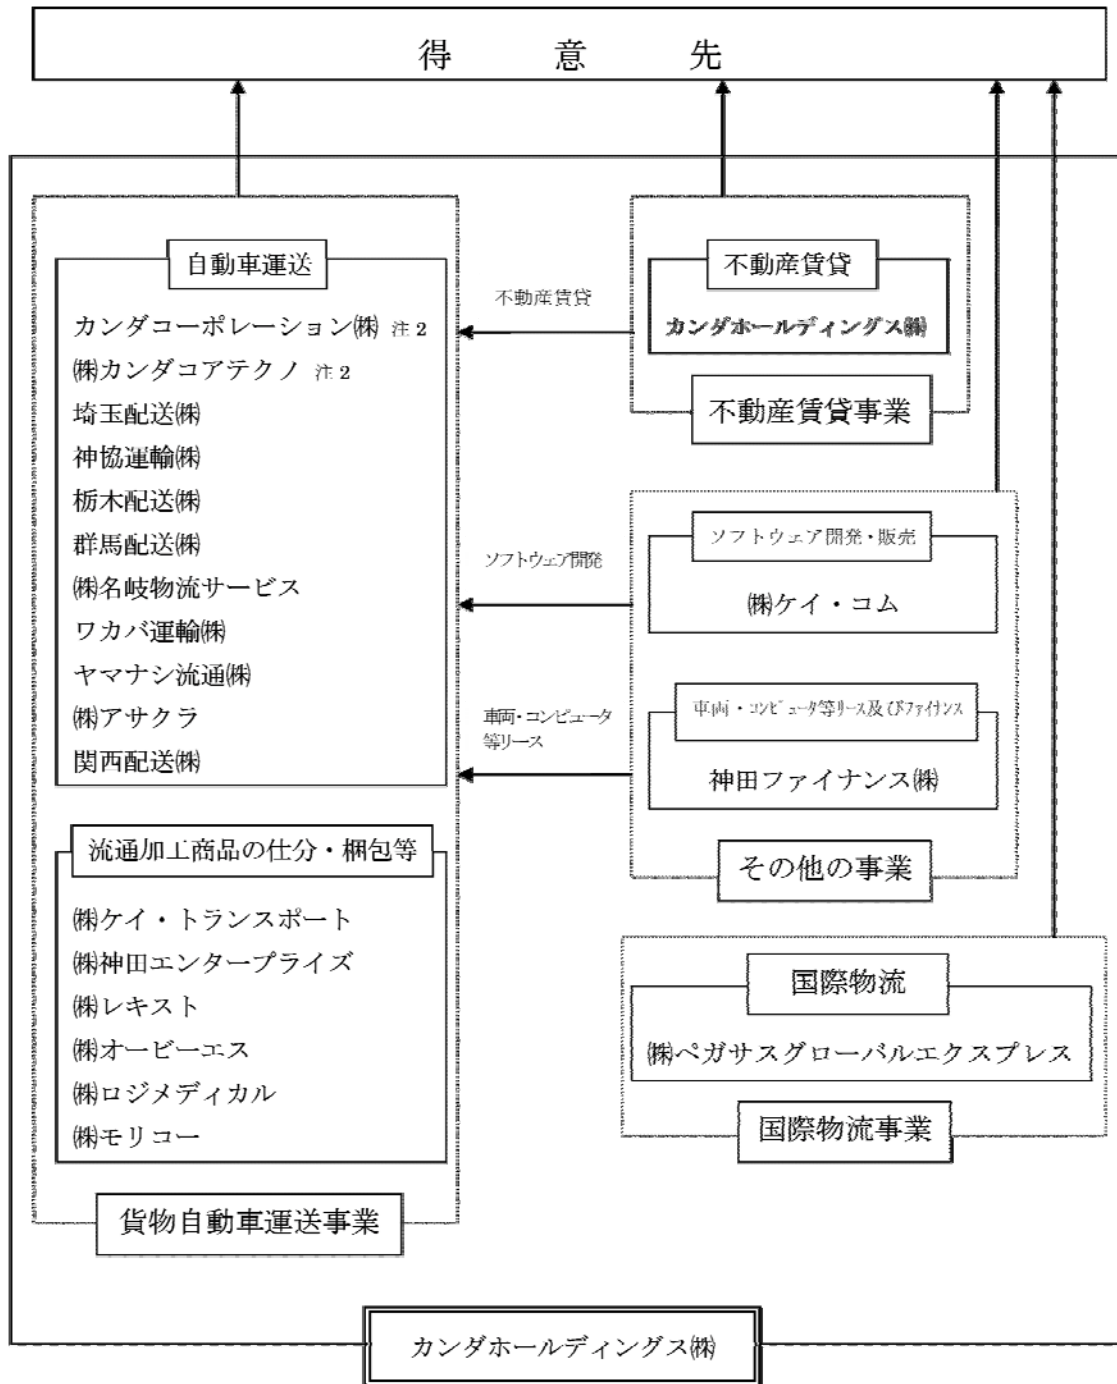 得意先
自動車運送
カンダコーポレーション㈱ 注2
㈱カンダコアテクノ 注2
埼玉配送㈱
神協運輸㈱
栃木配送㈱
群馬配送㈱
㈱名岐物流サービス
ワカバ運輸㈱
ヤマナシ流通㈱
㈱アサクラ
関西配送㈱
流通加工商品の仕分・梱包等
㈱ケイ・トランスポート
㈱神田エンタープライズ
㈱レキスト
㈱オービーエス
㈱ロジメディカル
㈱モリコー
貨物自動車運送事業
不動産賃貸
ソフトウェア開発
車両・コンピュータ
等リース
不動産賃貸
カンダホールディングス㈱
不動産賃貸事業
ソフトウェア開発・販売
㈱ケイ・コム
車両・コンピュータ等リース及びファイナンス
神田ファイナンス㈱
その他の事業
国際物流
㈱ペガサスグローバルエクスプレス
国際物流事業
カンダホールディングス㈱